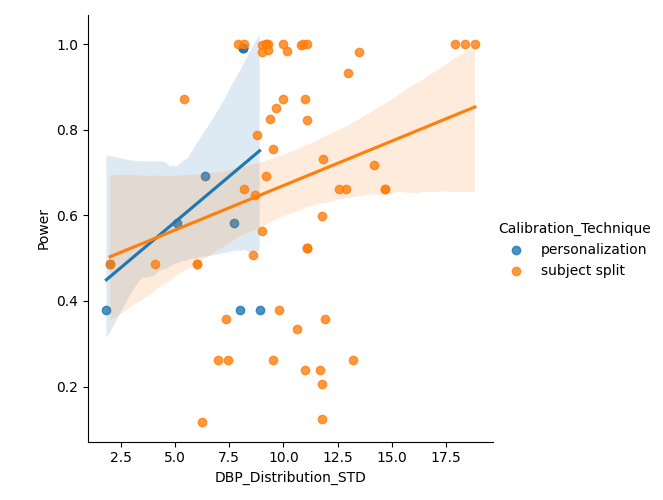 1.0
0.8
0.6
0.4
0.2
Power
2.5 5.0 7.5 10.0 12.5 15.0 17.5
DBP_Distribution_STD
Calibration_Technique
personalization
subject split